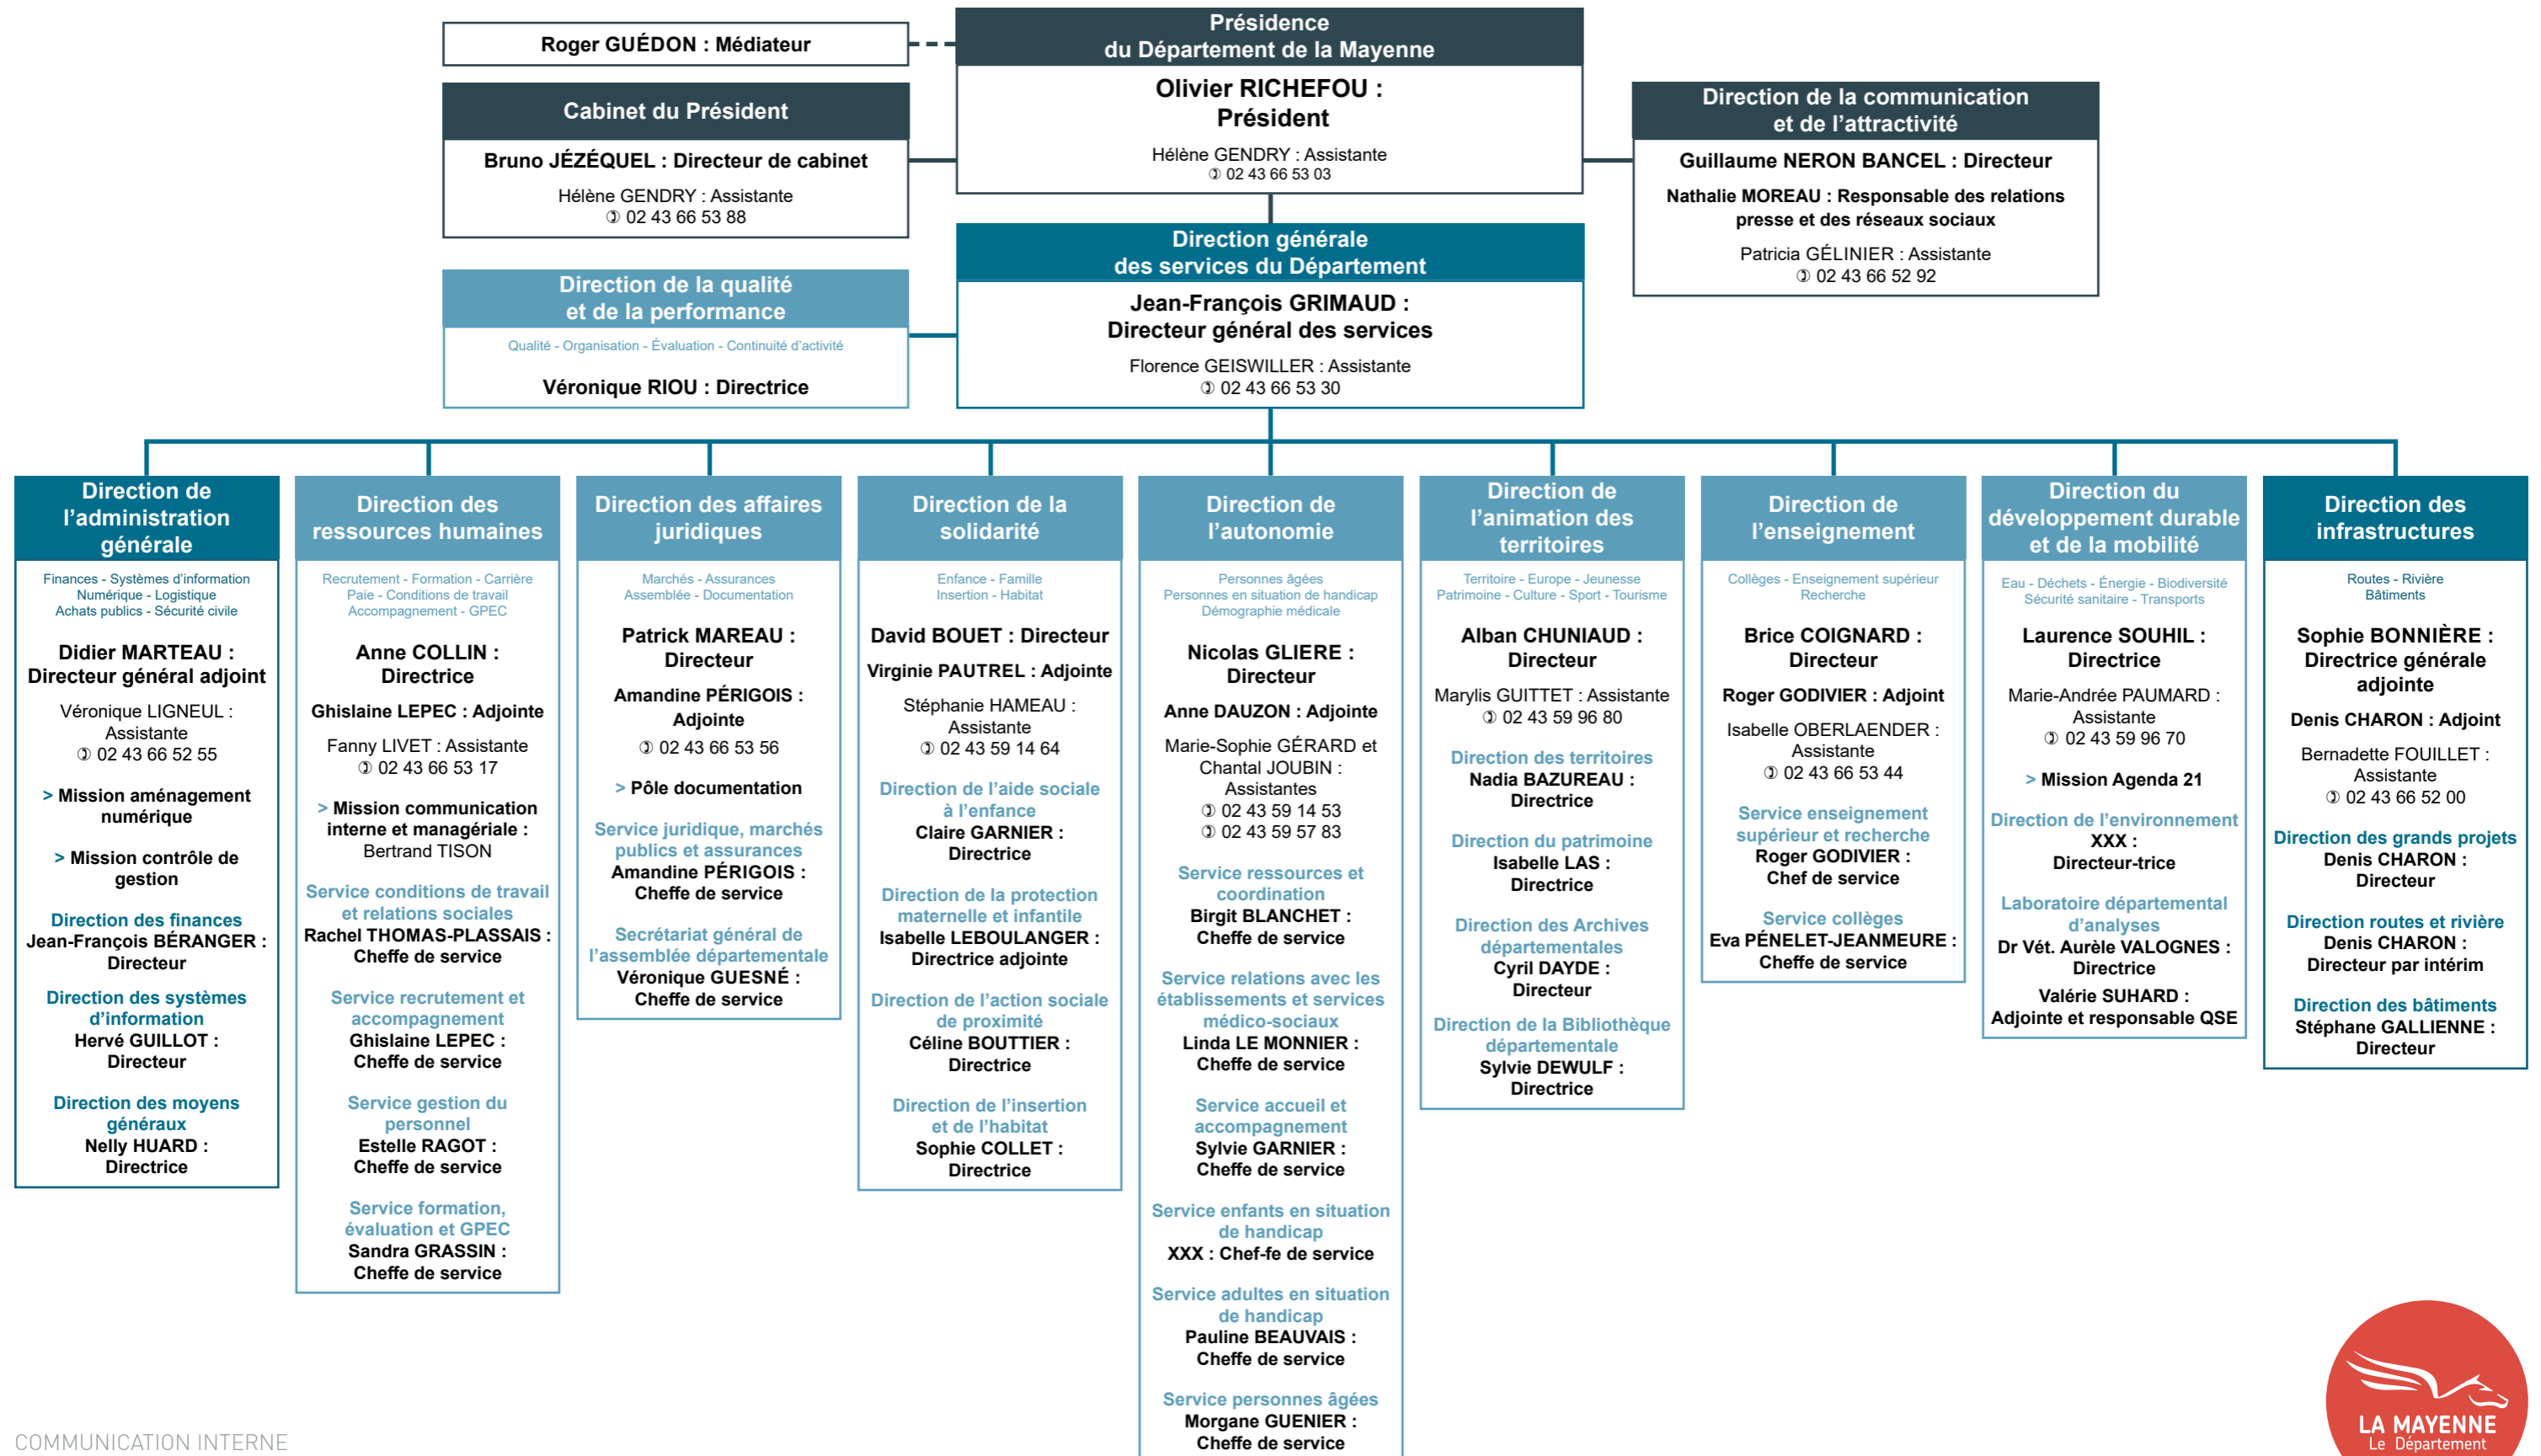 Roger GUÉDON : Médiateur
Présidence
du Département de la Mayenne
Olivier RICHEFOU :
Président
Hélène GENDRY : Assistante
02 43 66 53 03
Cabinet du Président
Bruno JÉZÉQUEL : Directeur de cabinet
Hélène GENDRY : Assistante
02 43 66 53 88
Direction de la communication
et de l'attractivité
Guillaume NERON BANCEL : Directeur
Nathalie MOREAU : Responsable des relations
presse et des réseaux sociaux
Patricia GÉLINIER : Assistante
02 43 66 52 92
Direction générale
des services du Département
Jean-François GRIMAUD :
Directeur général des services
Florence GEISWILLER : Assistante
02 43 66 53 30
Direction de la qualité
et de la performance
Qualité - Organisation - Évaluation - Continuité d'activité
Véronique RIOU : Directrice
Direction de
l'administration
générale
Finances - Systèmes d'information
Numérique - Logistique
Achats publics - Sécurité civile
Didier MARTEAU :
Directeur général adjoint
Véronique LIGNEUL :
Assistante
02 43 66 52 55
> Mission aménagement
numérique
> Mission contrôle de
gestion
Direction des finances
Jean-François BÉRANGER :
Directeur
Direction des systèmes
d'information
Hervé GUILLOT :
Directeur
Direction des moyens
généraux
Nelly HUARD :
Directrice
Direction des
ressources humaines
Recrutement - Formation - Carrière
Paie - Conditions de travail
Accompagnement - GPEC
Anne COLLIN :
Directrice
Ghislaine LEPEC : Adjointe
Fanny LIVET : Assistante
02 43 66 53 17
> Mission communication
interne et managériale :
Bertrand TISON
Service conditions de travail
et relations sociales
Rachel THOMAS-PLASSAIS :
Cheffe de service
Service recrutement et
accompagnement
Ghislaine LEPEC :
Cheffe de service
Service gestion du
personnel
Estelle RAGOT :
Cheffe de service
Service formation,
évaluation et GPEC
Sandra GRASSIN :
Cheffe de service
Direction des affaires
juridiques
Marchés - Assurances
Assemblée - Documentation
Patrick MAREAU :
Directeur
Amandine PÉRIGOIS :
Adjointe
02 43 66 53 56
> Pôle documentation
Service juridique, marchés
publics et assurances
Amandine PÉRIGOIS :
Cheffe de service
Secrétariat général de
l'assemblée départementale
Véronique GUESNÉ :
Cheffe de service
Direction de la
solidarité
Enfance - Famille
Insertion - Habitat
David BOUET : Directeur
Virginie PAUTREL : Adjointe
Stéphanie HAMEAU :
Assistante
02 43 59 14 64
Direction de l'aide sociale
à l'enfance
Claire GARNIER :
Directrice
Direction de la protection
maternelle et infantile
Isabelle LEBOULANGER :
Directrice adjointe
Direction de l'action sociale
de proximité
Céline BOUTTIER :
Directrice
Direction de l'insertion
et de l'habitat
Sophie COLLET :
Directrice
Direction de
l'autonomie
Personnes âgées
Personnes en situation de handicap
Démographie médicale
Nicolas GLIERE :
Directeur
Anne DAUZON : Adjointe
Marie-Sophie GÉRARD et
Chantal JOUBIN :
Assistantes
02 43 59 14 53
02 43 59 57 83
Service ressources et
coordination
Birgit BLANCHET :
Cheffe de service
Service relations avec les
établissements et services
médico-sociaux
Linda LE MONNIER :
Cheffe de service
Service accueil et
accompagnement
Sylvie GARNIER :
Cheffe de service
Service enfants en situation
de handicap
XXX : Chef-fe de service
Service adultes en situation
de handicap
Pauline BEAUVAIS :
Cheffe de service
Service personnes âgées
Morgane GUENIER :
Cheffe de service
Direction de
l'animation des
territoires
Territoire - Europe - Jeunesse
Patrimoine - Culture - Sport - Tourisme
Alban CHUNIAUD :
Directeur
Marylis GUITTET : Assistante
02 43 59 96 80
Direction des territoires
Nadia BAZUREAU :
Directrice
Direction du patrimoine
Isabelle LAS :
Directrice
Direction des Archives
départementales
Cyril DAYDE :
Directeur
Direction de la Bibliothèque
départementale
Sylvie DEWULF :
Directrice
Direction de
l'enseignement
Collèges - Enseignement supérieur
Recherche
Brice COIGNARD :
Directeur
Roger GODIVIER : Adjoint
Isabelle OBERLAENDER :
Assistante
02 43 66 53 44
Service enseignement
supérieur et recherche
Roger GODIVIER :
Chef de service
Service collèges
Eva PÉNELET-JEANMEURE :
Cheffe de service
Direction du
développement durable
et de la mobilité
Eau - Déchets - Énergie - Biodiversité
Sécurité sanitaire - Transports
Laurence SOUHIL :
Directrice
Marie-Andrée PAUMARD :
Assistante
02 43 59 96 70
> Mission Agenda 21
Direction de l'environnement
XXX :
Directeur-trice
Laboratoire départemental
d'analyses
Dr Vét. Aurèle VALOGNES :
Directrice
Valérie SUHARD :
Adjointe et responsable QSE
Direction des
infrastructures
Routes - Rivière
Bâtiments
Sophie BONNIÈRE :
Directrice générale
adjointe
Denis CHARON : Adjoint
Bernadette FOUILLET :
Assistante
02 43 66 52 00
Direction des grands projets
Denis CHARON :
Directeur
Direction routes et rivière
Denis CHARON :
Directeur par intérim
Direction des bâtiments
Stéphane GALLIENNE :
Directeur
COMMUNICATION INTERNE
LA MAYENNE
Le Département